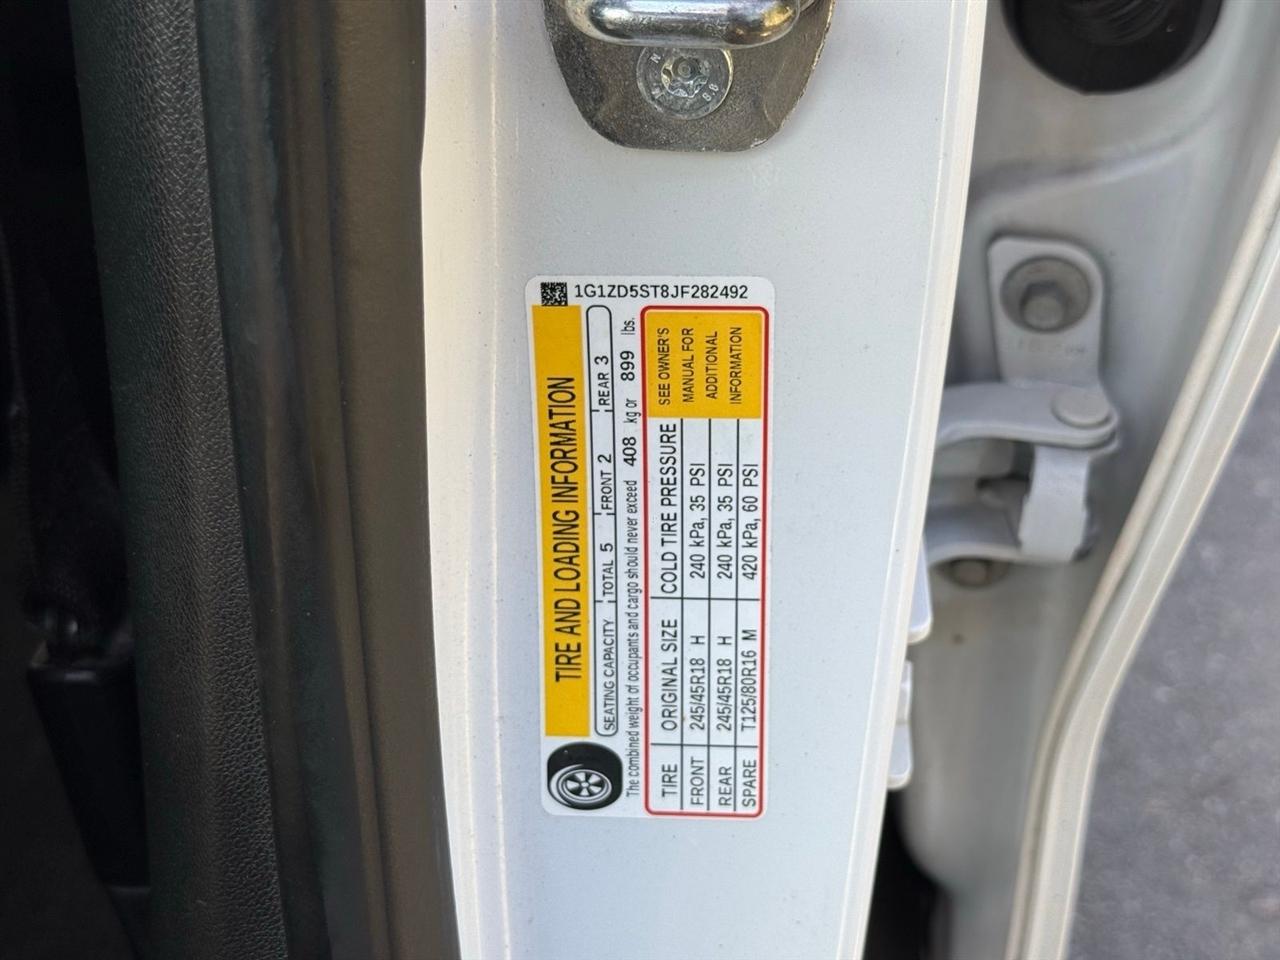 1G1ZD5ST8JF282492
TIRE AND LOADING INFORMATION
SEATING CAPACITY TOTAL 5 FRONT 2 REAR 3
The combined weight of occupants and cargo should never exceed 408 kg or 899 lbs.
TIRE ORIGINAL SIZE COLD TIRE PRESSURE
FRONT 245/45R18 H 240 kPa, 35 PSI
REAR 245/45R18 H 240 kPa, 35 PSI
SPARE T125/80R16 M 420 kPa, 60 PSI
SEE OWNER'S
MANUAL FOR
ADDITIONAL
INFORMATION
8.8